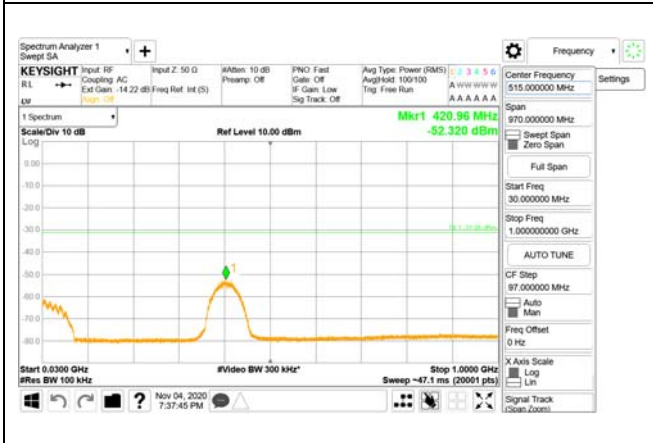 Spectrum Analyzer 1
Swept SA
+
Frequency
KEYSIGHT
Input: RF
Coupling: AC
Ext Gain: -14.22 dB
Align: Off
Input Z: 50 Ω
Freq Ref: Int (S)
#Atten: 10 dB
Preamp: Off
PNO: Fast
Gate: Off
IF Gain: Low
Sig Track: Off
Avg Type: Power (RMS)
Avg|Hold: 100/100
Trig: Free Run
1 2 3 4 5 6
A W W W W W
A A A A A A
RL
1 Spectrum
Scale/Div 10 dB
Log
Ref Level 10.00 dBm
Mkr1 420.96 MHz
-52.320 dBm
0.00
-10.0
-20.0
-30.0
-40.0
-50.0
-60.0
-70.0
-80.0
1
Start 0.0300 GHz
#Res BW 100 kHz
#Video BW 300 kHz*
Stop 1.0000 GHz
Sweep ~47.1 ms (20001 pts)
?
Nov 04, 2020
7:37:45 PM
Center Frequency
515.000000 MHz
Settings
Span
970.000000 MHz
Swept Span
Zero Span
Full Span
Start Freq
30.000000 MHz
Stop Freq
1.000000000 GHz
AUTO TUNE
CF Step
97.000000 MHz
Auto
Man
Freq Offset
0 Hz
X Axis Scale
Log
Lin
Signal Track
(Span Zoom)